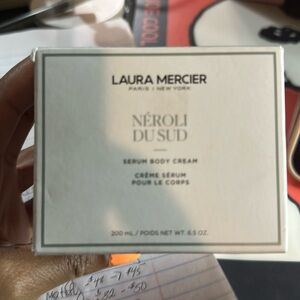 LAURA MERCIER
PARIS / NEW YORK
NÉROLI
DU SUD
SERUM BODY CREAM
CRÈME SÉRUM
POUR LE CORPS
200 mL / POIDS NET WT. 6.5 OZ.